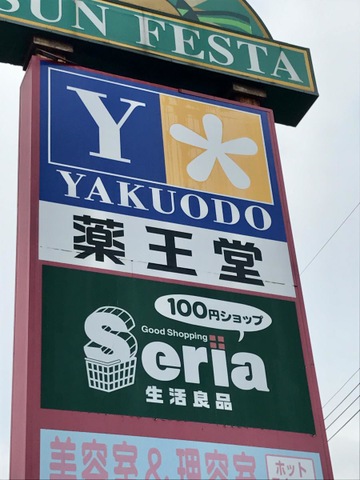 SUN FESTA
Y*
YAKUODO
薬王堂
100円ショップ
Good Shopping
Seria
生活良品
美容室&理容室
ホット